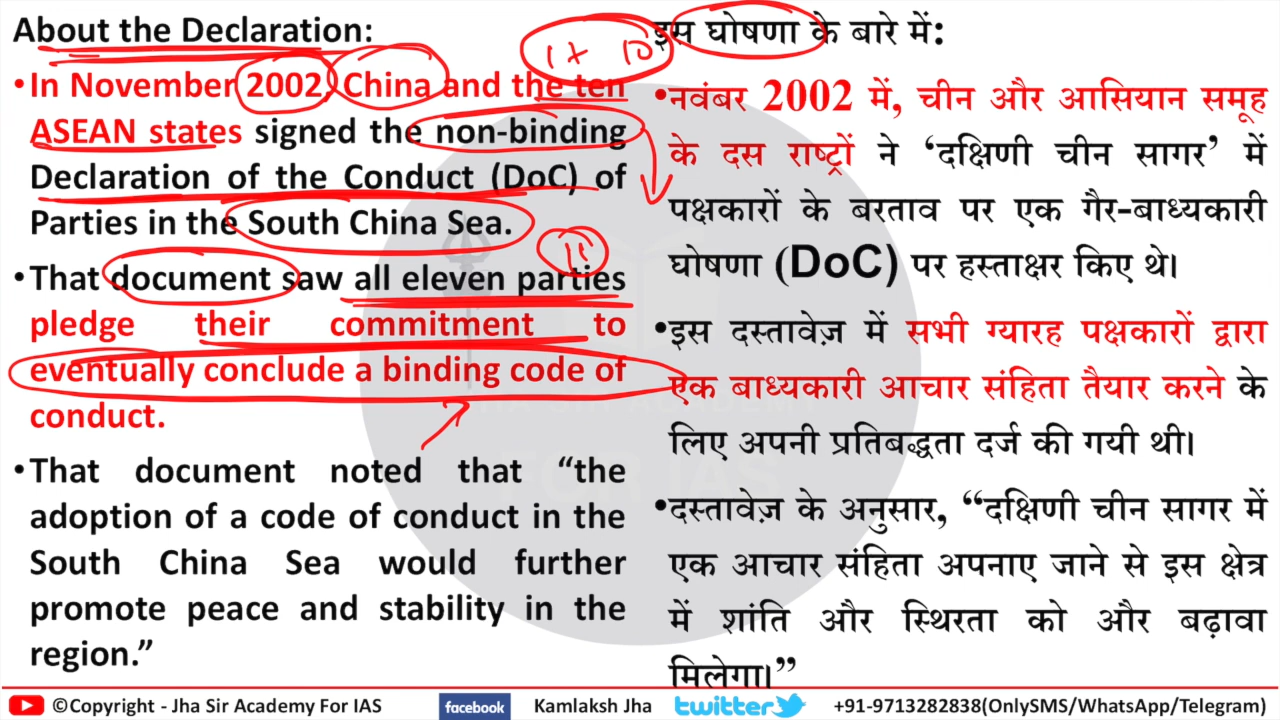 About the Declaration:
1 + 10
• In November 2002, China and the ten
ASEAN states signed the non-binding
Declaration of the Conduct (DoC) of
Parties in the South China Sea.
11
• That document saw all eleven parties
pledge their commitment to
eventually conclude a binding code of
conduct.
• That document noted that “the
adoption of a code of conduct in the
South China Sea would further
promote peace and stability in the
region.”
इस घोषणा के बारे में:
• नवंबर 2002 में, चीन और आसियान समूह
के दस राष्ट्रों ने ‘दक्षिणी चीन सागर’ में
पक्षकारों के बरताव पर एक गैर-बाध्यकारी
घोषणा (DoC) पर हस्ताक्षर किए थे।
• इस दस्तावेज़ में सभी ग्यारह पक्षकारों द्वारा
एक बाध्यकारी आचार संहिता तैयार करने के
लिए अपनी प्रतिबद्धता दर्ज की गयी थी।
• दस्तावेज़ के अनुसार, “दक्षिणी चीन सागर में
एक आचार संहिता अपनाए जाने से इस क्षेत्र
में शांति और स्थिरता को और बढ़ावा
मिलेगा।”
FOR IAS
©Copyright - Jha Sir Academy For IAS facebook Kamlaksh Jha twitter +91-9713282838(OnlySMS/WhatsApp/Telegram)